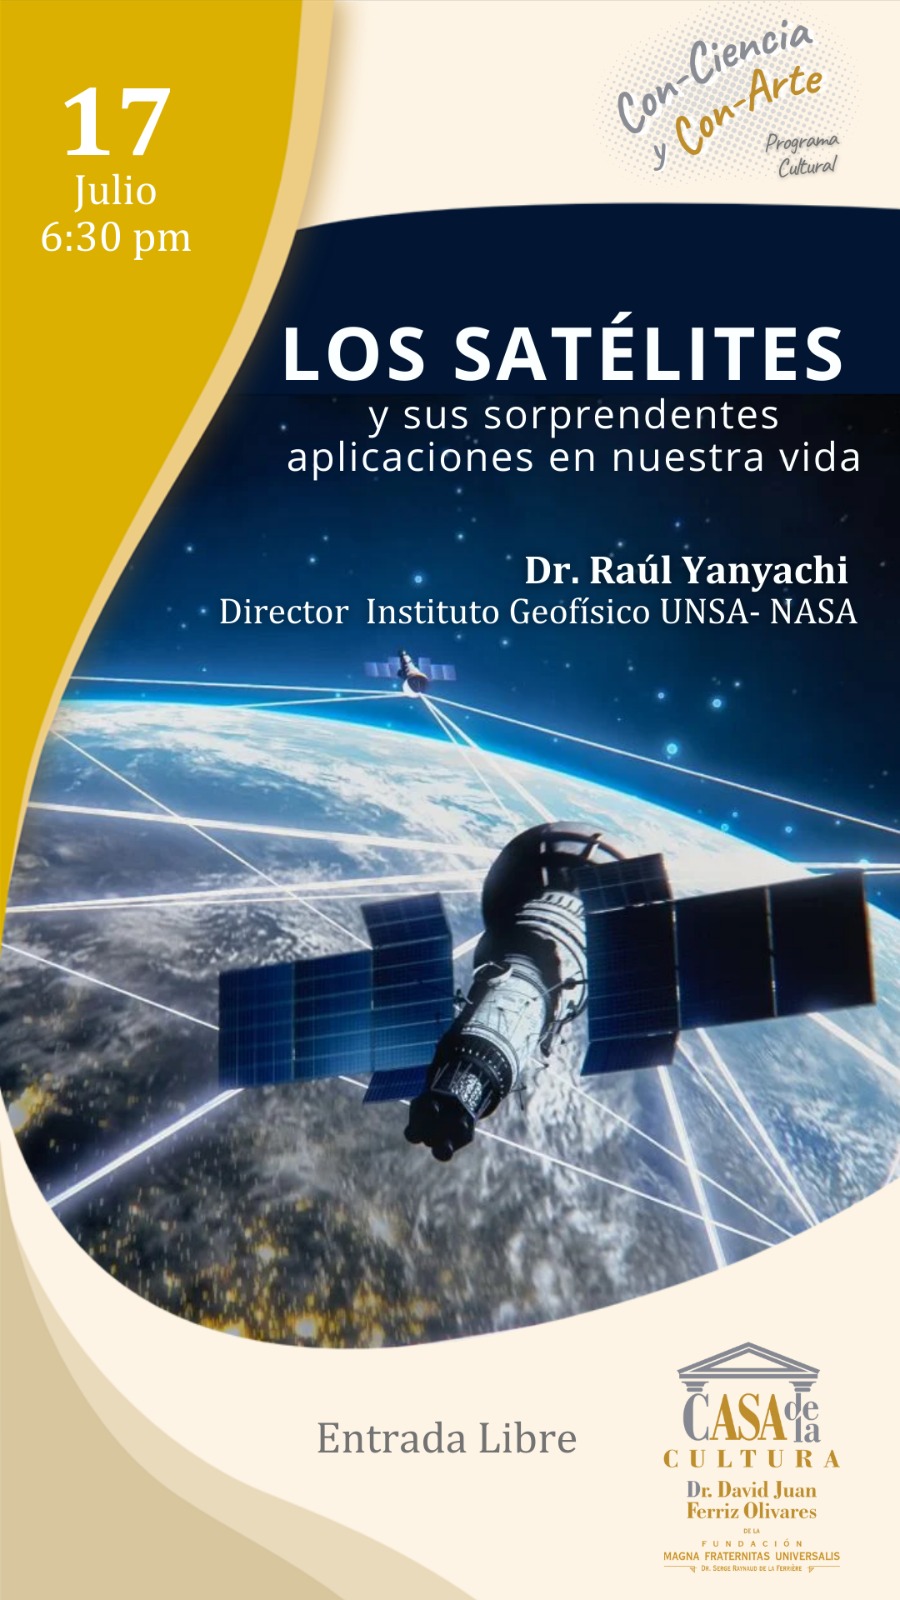 17
Julio
6:30 pm
Con-Ciencia
y Con-Arte
Programa
Cultural
LOS SATÉLITES
y sus sorprendentes
aplicaciones en nuestra vida
Dr. Raúl Yanyachi
Director Instituto Geofísico UNSA- NASA
Entrada Libre
CASA de la
CULTURA
Dr. David Juan
Ferriz Olivares
DE LA
FUNDACIÓN
MAGNA FRATERNITAS UNIVERSALIS
DR. SERGE RAYNAUD DE LA FERRIÈRE